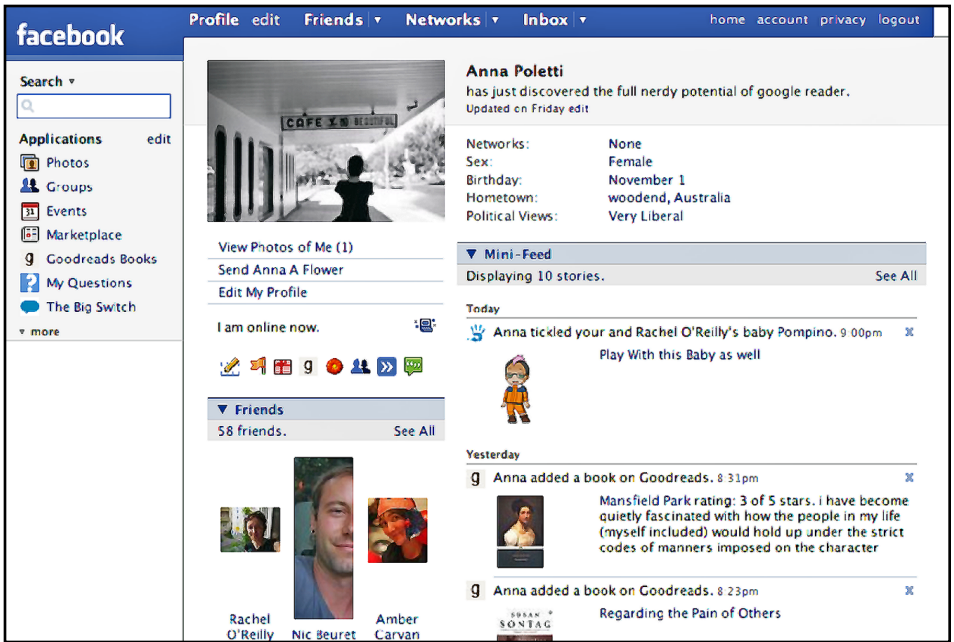 facebook
Profile edit Friends Networks Inbox home account privacy logout
Search
Applications edit
Photos
Groups
31 Events
Marketplace
g Goodreads Books
? My Questions
The Big Switch
more
CAFE BEAUTIFUL
View Photos of Me (1)
Send Anna A Flower
Edit My Profile
I am online now.
g
Friends
58 friends. See All
Rachel O'Reilly
Nic Beuret
Amber Carvan
Anna Poletti
has just discovered the full nerdy potential of google reader.
Updated on Friday edit
Networks: None
Sex: Female
Birthday: November 1
Hometown: woodend, Australia
Political Views: Very Liberal
Mini-Feed
Displaying 10 stories. See All
Today
Anna tickled your and Rachel O'Reilly's baby Pompino. 9:00pm
Play With this Baby as well
Yesterday
g Anna added a book on Goodreads. 8:31pm
Mansfield Park rating: 3 of 5 stars. i have become
quietly fascinated with how the people in my life
(myself included) would hold up under the strict
codes of manners imposed on the character
g Anna added a book on Goodreads. 8:23pm
SUSAN
SONTAG
Regarding the Pain of Others